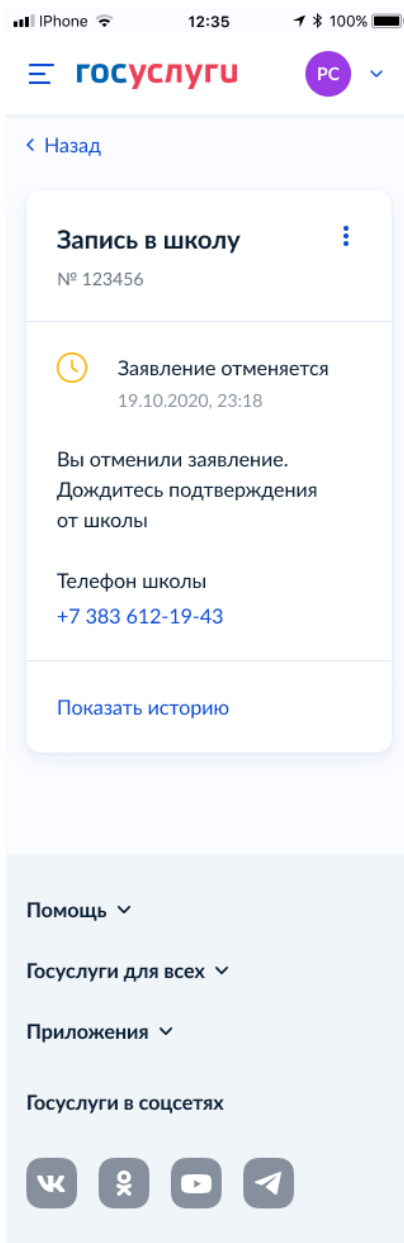 IPhone 12:35 100%
госуслуги РС
Назад
Запись в школу
№ 123456
Заявление отменяется
19.10.2020, 23:18
Вы отменили заявление.
Дождитесь подтверждения
от школы
Телефон школы
+7 383 612-19-43
Показать историю
Помощь
Госуслуги для всех
Приложения
Госуслуги в соцсетях